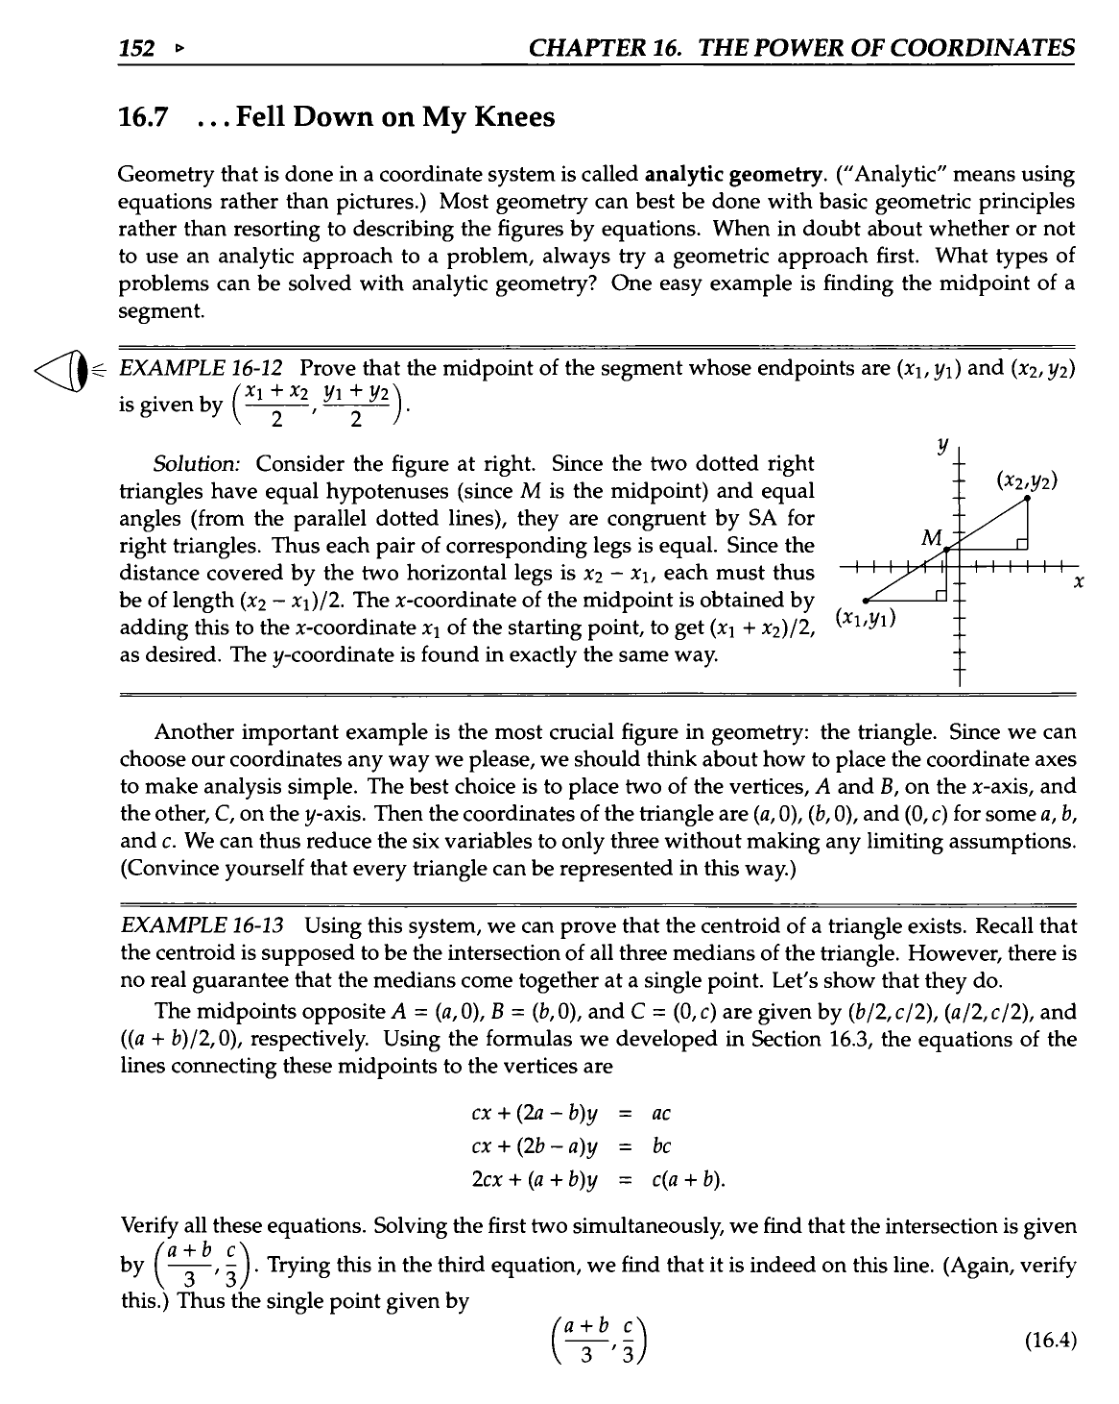 152 ▹ CHAPTER 16. THE POWER OF COORDINATES
16.7 ...Fell Down on My Knees
Geometry that is done in a coordinate system is called analytic geometry. ("Analytic" means using
equations rather than pictures.) Most geometry can best be done with basic geometric principles
rather than resorting to describing the figures by equations. When in doubt about whether or not
to use an analytic approach to a problem, always try a geometric approach first. What types of
problems can be solved with analytic geometry? One easy example is finding the midpoint of a
segment.
EXAMPLE 16-12 Prove that the midpoint of the segment whose endpoints are (x₁, y₁) and (x₂, y₂)
is given by ((x₁ + x₂)/2, (y₁ + y₂)/2).
Solution: Consider the figure at right. Since the two dotted right
triangles have equal hypotenuses (since M is the midpoint) and equal
angles (from the parallel dotted lines), they are congruent by SA for
right triangles. Thus each pair of corresponding legs is equal. Since the
distance covered by the two horizontal legs is x₂ − x₁, each must thus
be of length (x₂ − x₁)/2. The x-coordinate of the midpoint is obtained by
adding this to the x-coordinate x₁ of the starting point, to get (x₁ + x₂)/2,
as desired. The y-coordinate is found in exactly the same way.
y
(x₂,y₂)
M
x
(x₁,y₁)
Another important example is the most crucial figure in geometry: the triangle. Since we can
choose our coordinates any way we please, we should think about how to place the coordinate axes
to make analysis simple. The best choice is to place two of the vertices, A and B, on the x-axis, and
the other, C, on the y-axis. Then the coordinates of the triangle are (a, 0), (b, 0), and (0, c) for some a, b,
and c. We can thus reduce the six variables to only three without making any limiting assumptions.
(Convince yourself that every triangle can be represented in this way.)
EXAMPLE 16-13 Using this system, we can prove that the centroid of a triangle exists. Recall that
the centroid is supposed to be the intersection of all three medians of the triangle. However, there is
no real guarantee that the medians come together at a single point. Let's show that they do.
The midpoints opposite A = (a, 0), B = (b, 0), and C = (0, c) are given by (b/2, c/2), (a/2, c/2), and
((a + b)/2, 0), respectively. Using the formulas we developed in Section 16.3, the equations of the
lines connecting these midpoints to the vertices are
cx + (2a − b)y = ac
cx + (2b − a)y = bc
2cx + (a + b)y = c(a + b).
Verify all these equations. Solving the first two simultaneously, we find that the intersection is given
by ((a + b)/3, c/3). Trying this in the third equation, we find that it is indeed on this line. (Again, verify
this.) Thus the single point given by
((a + b)/3, c/3) (16.4)